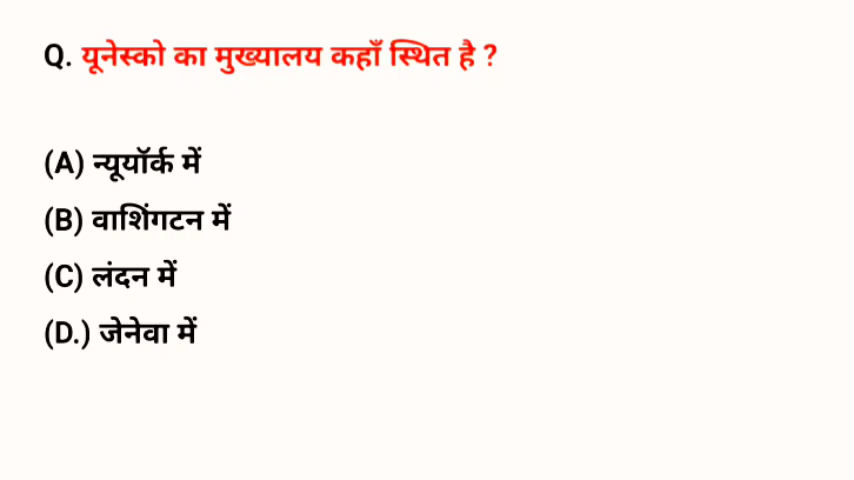 Q. यूनेस्को का मुख्यालय कहाँ स्थित है ?
(A) न्यूयॉर्क में
(B) वाशिंगटन में
(C) लंदन में
(D.) जेनेवा में